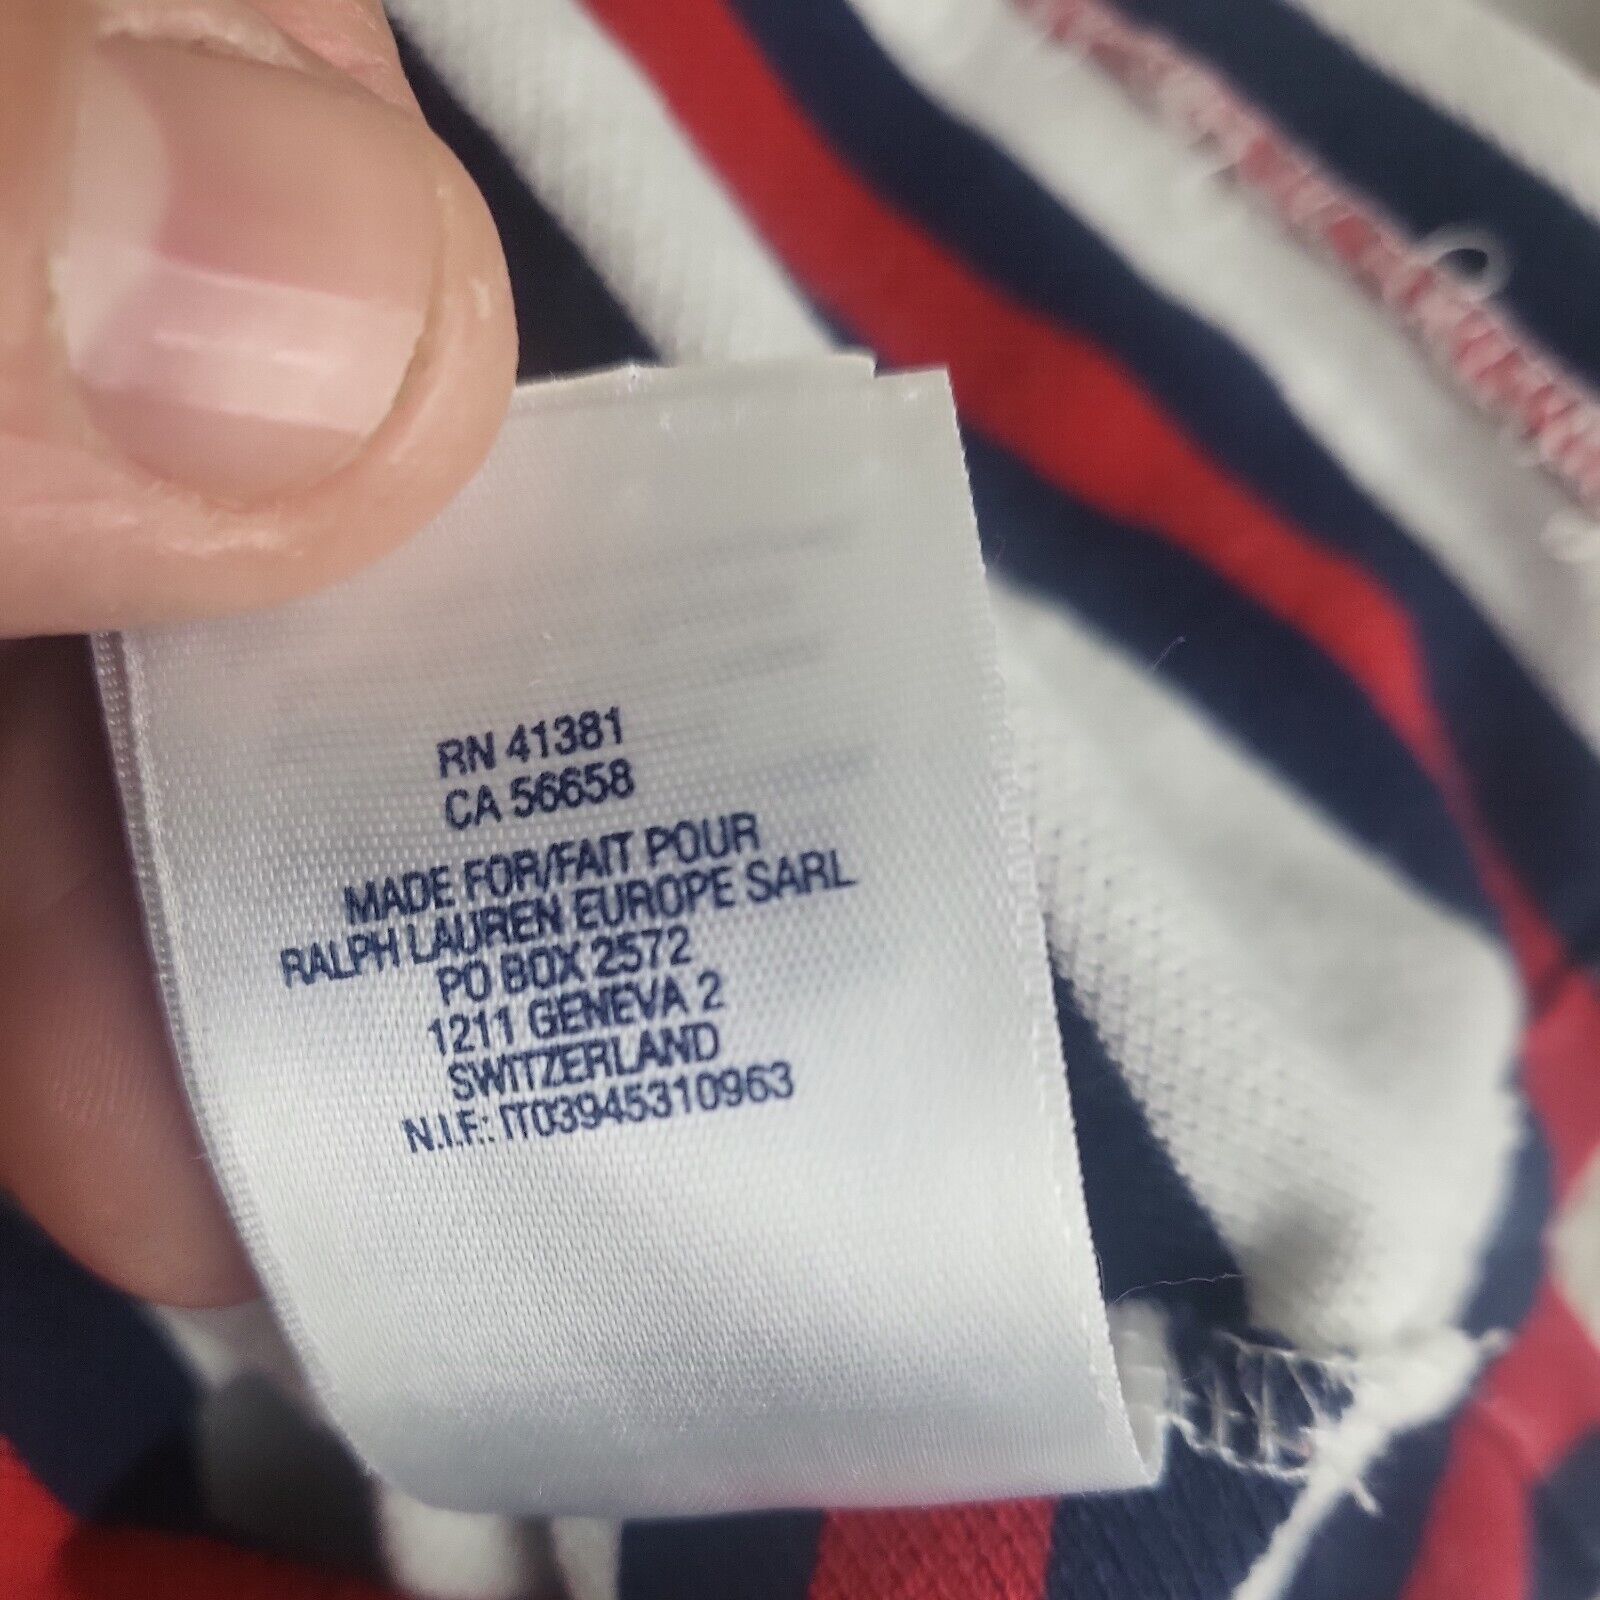 RN 41381
CA 56658
MADE FOR/FAIT POUR
RALPH LAUREN EUROPE SARL
PO BOX 2572
1211 GENEVA 2
SWITZERLAND
N.I.F.: IT03945310963